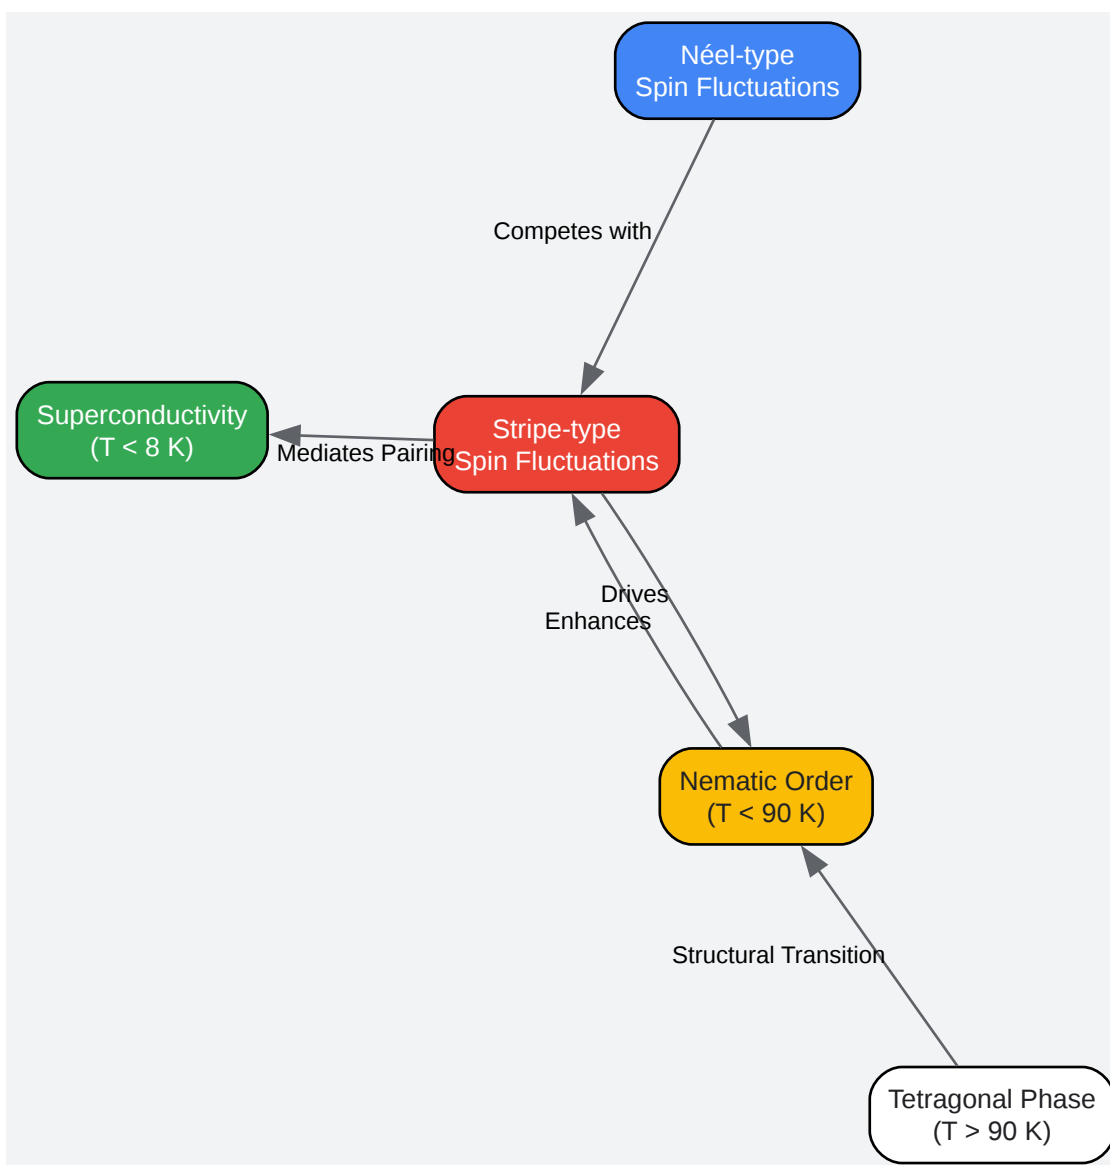 Néel-type
Spin Fluctuations
Competes with
Superconductivity
(T < 8 K)
Mediates Pairing
Stripe-type
Spin Fluctuations
Drives
Enhances
Nematic Order
(T < 90 K)
Structural Transition
Tetragonal Phase
(T > 90 K)